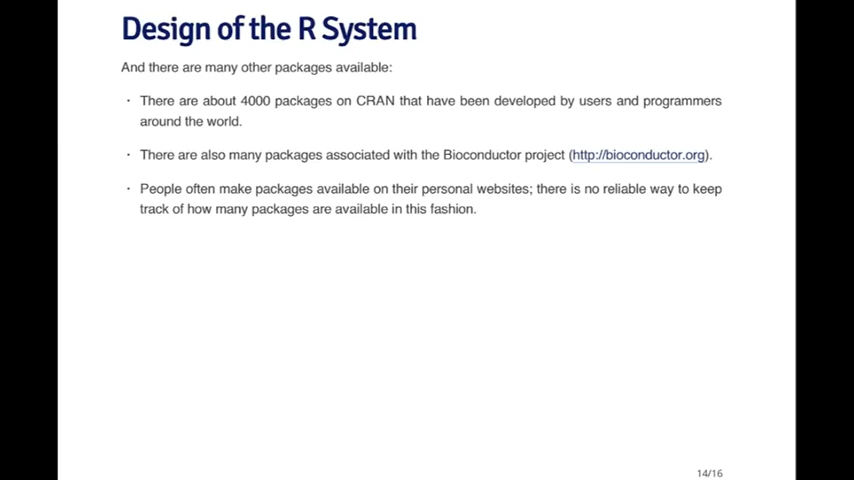 Design of the R System
And there are many other packages available:
· There are about 4000 packages on CRAN that have been developed by users and programmers
around the world.
· There are also many packages associated with the Bioconductor project (http://bioconductor.org).
· People often make packages available on their personal websites; there is no reliable way to keep
track of how many packages are available in this fashion.
14/16